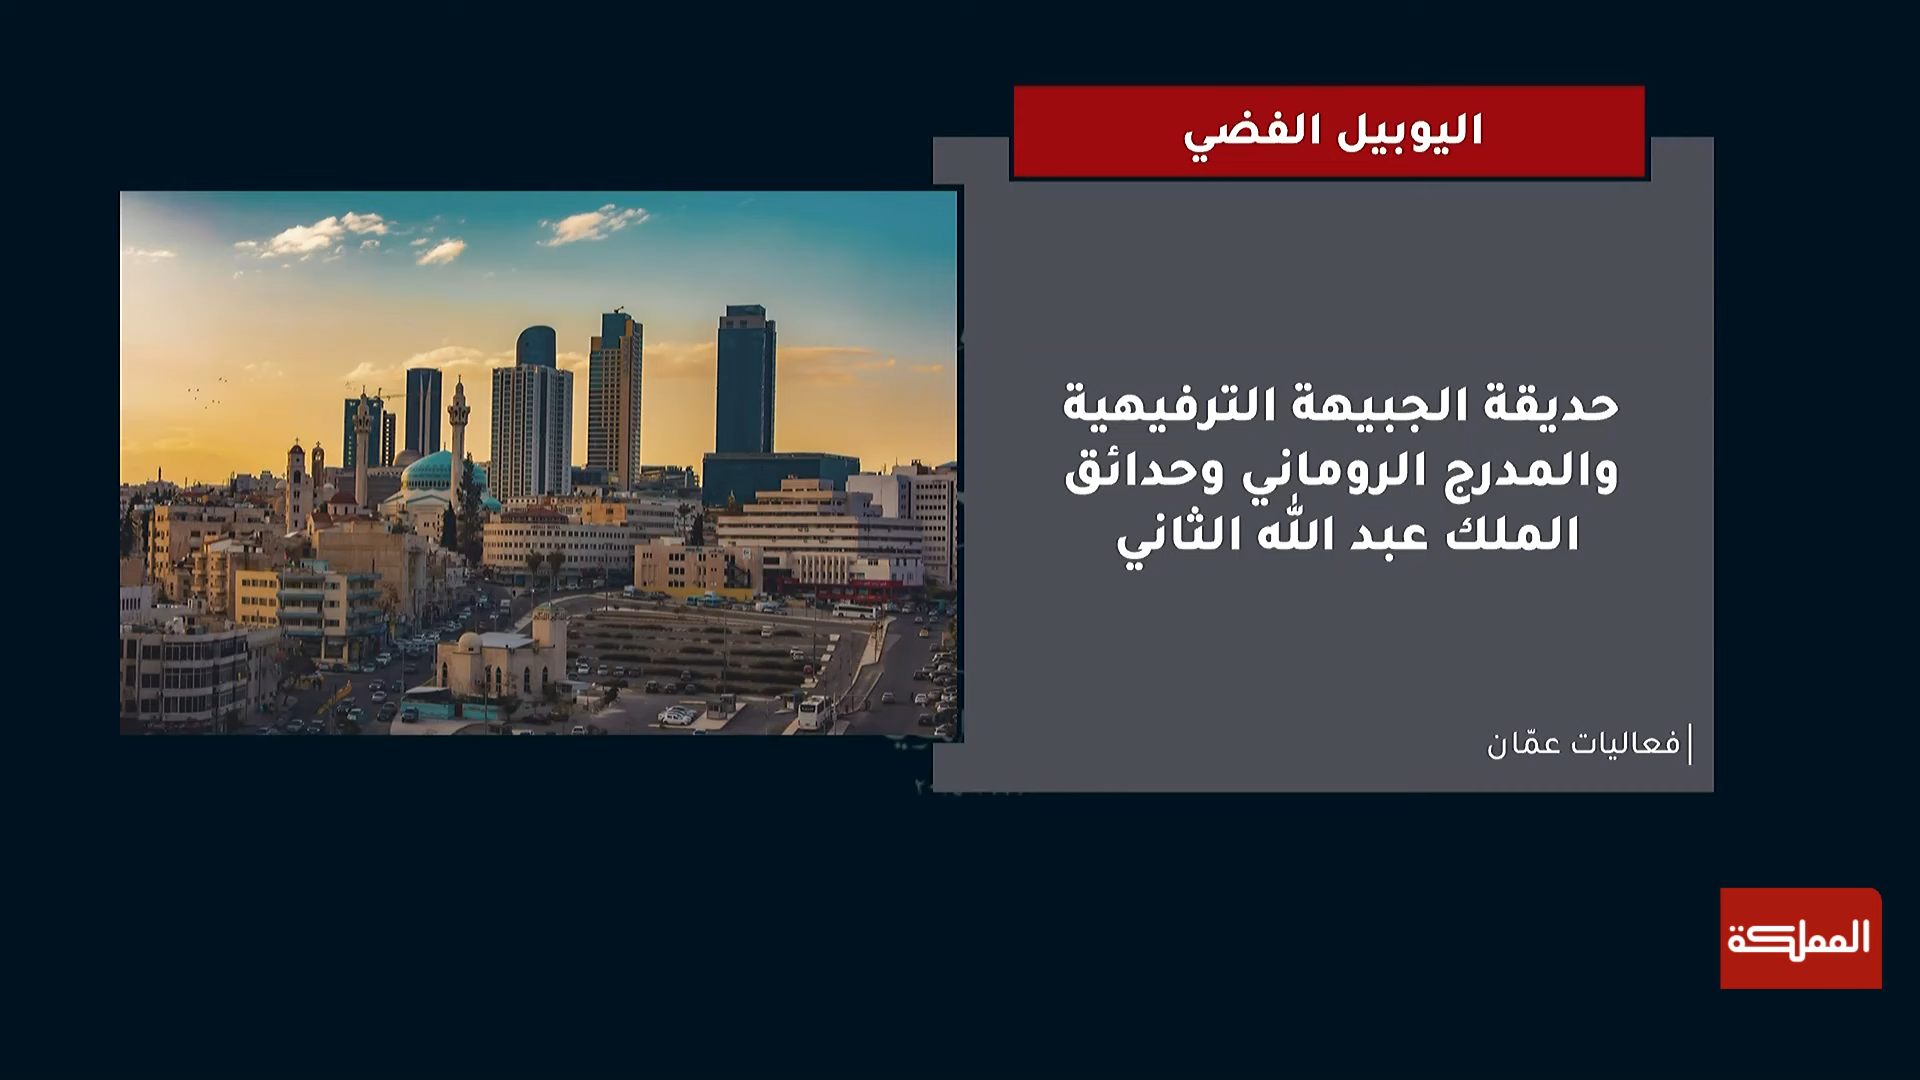 اليوبيل الفضي
حديقة الجبيهة الترفيهية
والمدرج الروماني وحدائق
الملك عبد الله الثاني
فعاليات عمّان
المملكة